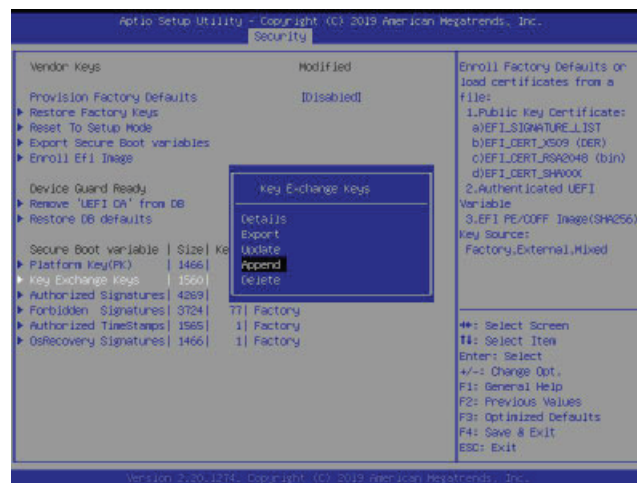 Aptio Setup Utility - Copyright (C) 2019 American Megatrends, Inc.
Security
Vendor Keys Modified
Provision Factory Defaults [Disabled]
Restore Factory Keys
Reset To Setup Mode
Export Secure Boot variables
Enroll Efi Image
Device Guard Ready
Remove 'UEFI CA' from DB
Restore DB defaults
Secure Boot variable | Size| Ke
Platform Key(PK) | 1466|
Key Exchange Keys | 1560|
Authorized Signatures| 4269|
Forbidden Signatures| 3724| 77| Factory
Authorized TimeStamps| 1565| 1| Factory
OsRecovery Signatures| 1466| 1| Factory
Key Exchange Keys
Details
Export
Update
Append
Delete
Enroll Factory Defaults or
load certificates from a
file:
1.Public Key Certificate:
a)EFI_SIGNATURE_LIST
b)EFI_CERT_X509 (DER)
c)EFI_CERT_RSA2048 (bin)
d)EFI_CERT_SHAXXX
2.Authenticated UEFI
Variable
3.EFI PE/COFF Image(SHA256)
Key Source:
Factory,External,Mixed
→←: Select Screen
↑↓: Select Item
Enter: Select
+/-: Change Opt.
F1: General Help
F2: Previous Values
F3: Optimized Defaults
F4: Save & Exit
ESC: Exit
Version 2.20.1274. Copyright (C) 2019 American Megatrends, Inc.